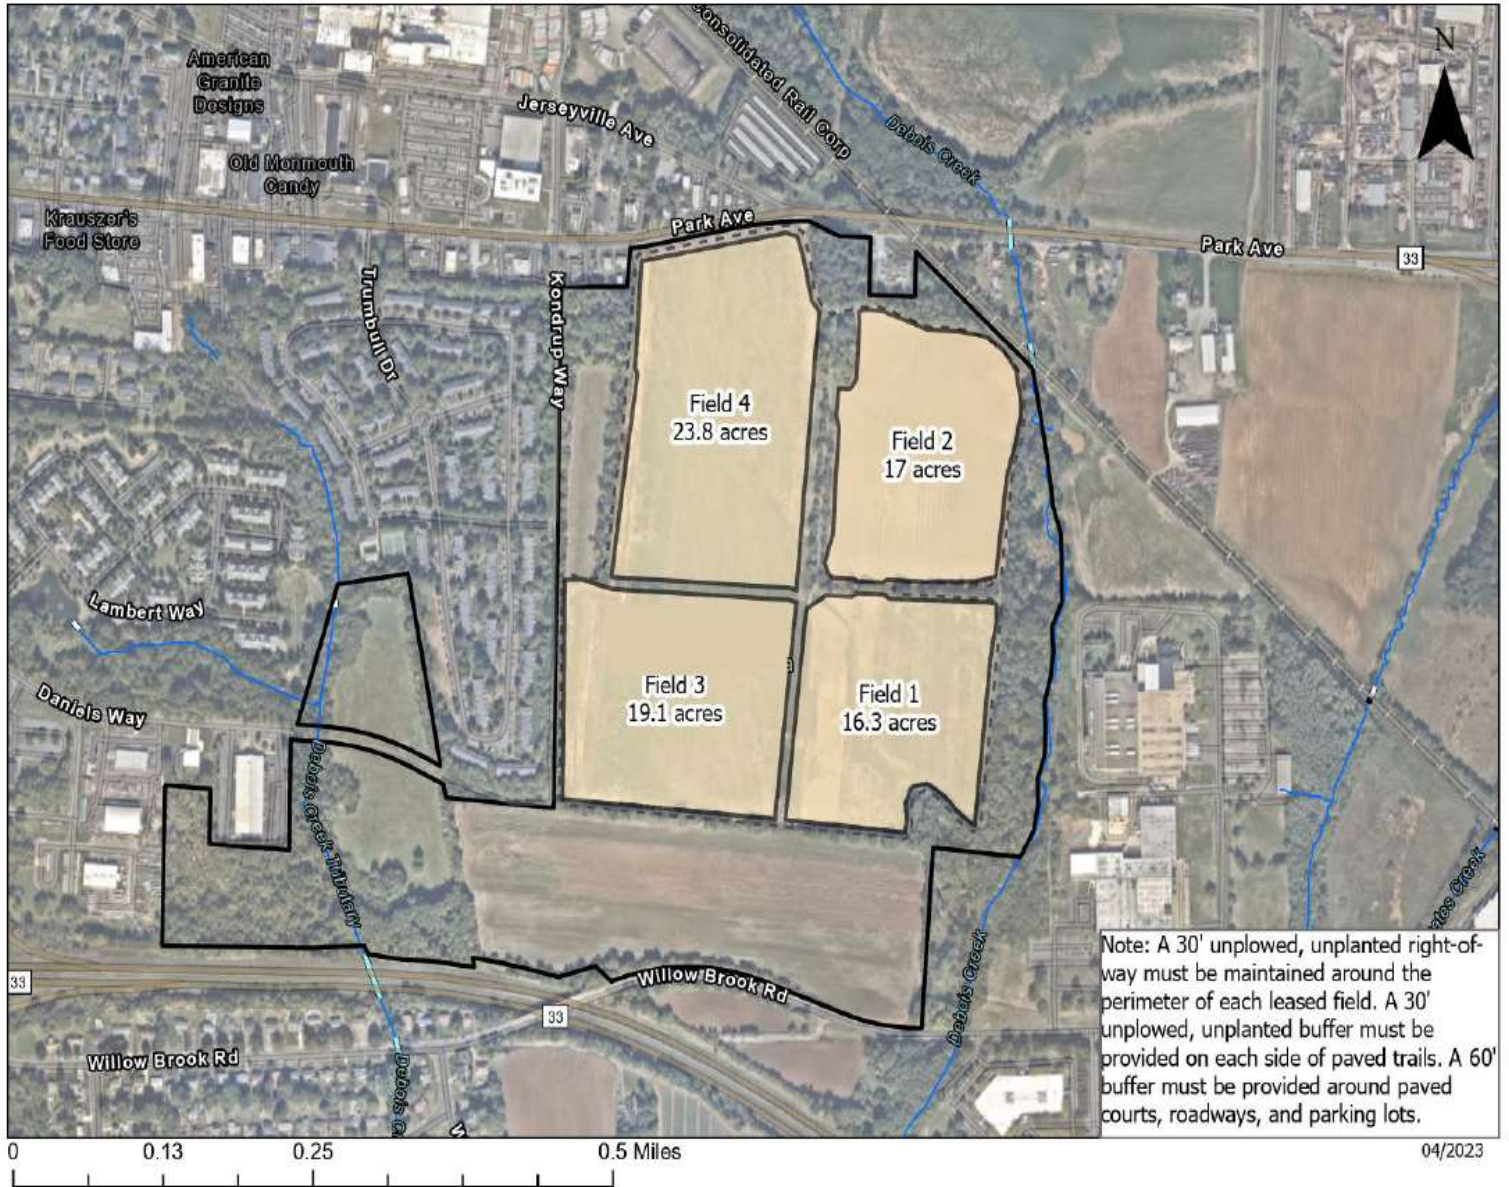 American
Granite
Designs
Consolidated Rail Corp
N
Jerseyville Ave
Debois Creek
Old Monmouth
Candy
Krauszer's
Food Store
Park Ave
Park Ave
33
Trumbull Dr
Kondrup Way
Field 4
23.8 acres
Field 2
17 acres
Lambert Way
Field 3
19.1 acres
Field 1
16.3 acres
Daniels Way
Debois Creek Tributary
ates Creek
Debois Creek
Willow Brook Rd
33
33
Willow Brook Rd
Debois C
W
Note: A 30' unplowed, unplanted right-of-
way must be maintained around the
perimeter of each leased field. A 30'
unplowed, unplanted buffer must be
provided on each side of paved trails. A 60'
buffer must be provided around paved
courts, roadways, and parking lots.
0 0.13 0.25 0.5 Miles
04/2023